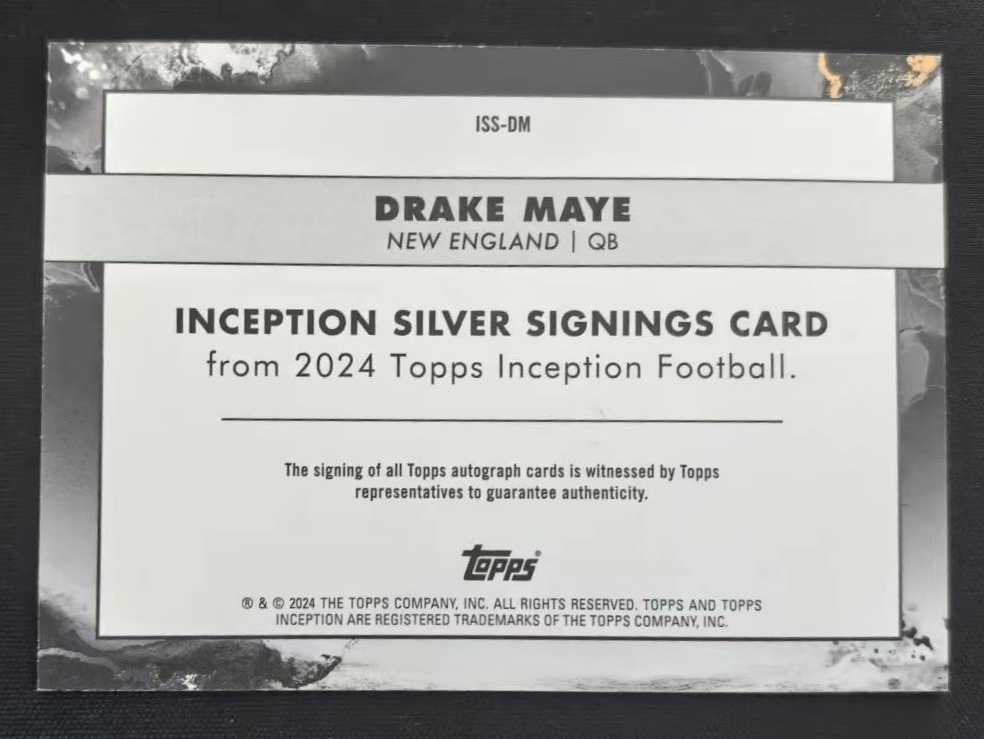 ISS-DM
DRAKE MAYE
NEW ENGLAND | QB
INCEPTION SILVER SIGNINGS CARD
from 2024 Topps Inception Football.
The signing of all Topps autograph cards is witnessed by Topps
representatives to guarantee authenticity.
Topps®
® & © 2024 THE TOPPS COMPANY, INC. ALL RIGHTS RESERVED. TOPPS AND TOPPS
INCEPTION ARE REGISTERED TRADEMARKS OF THE TOPPS COMPANY, INC.